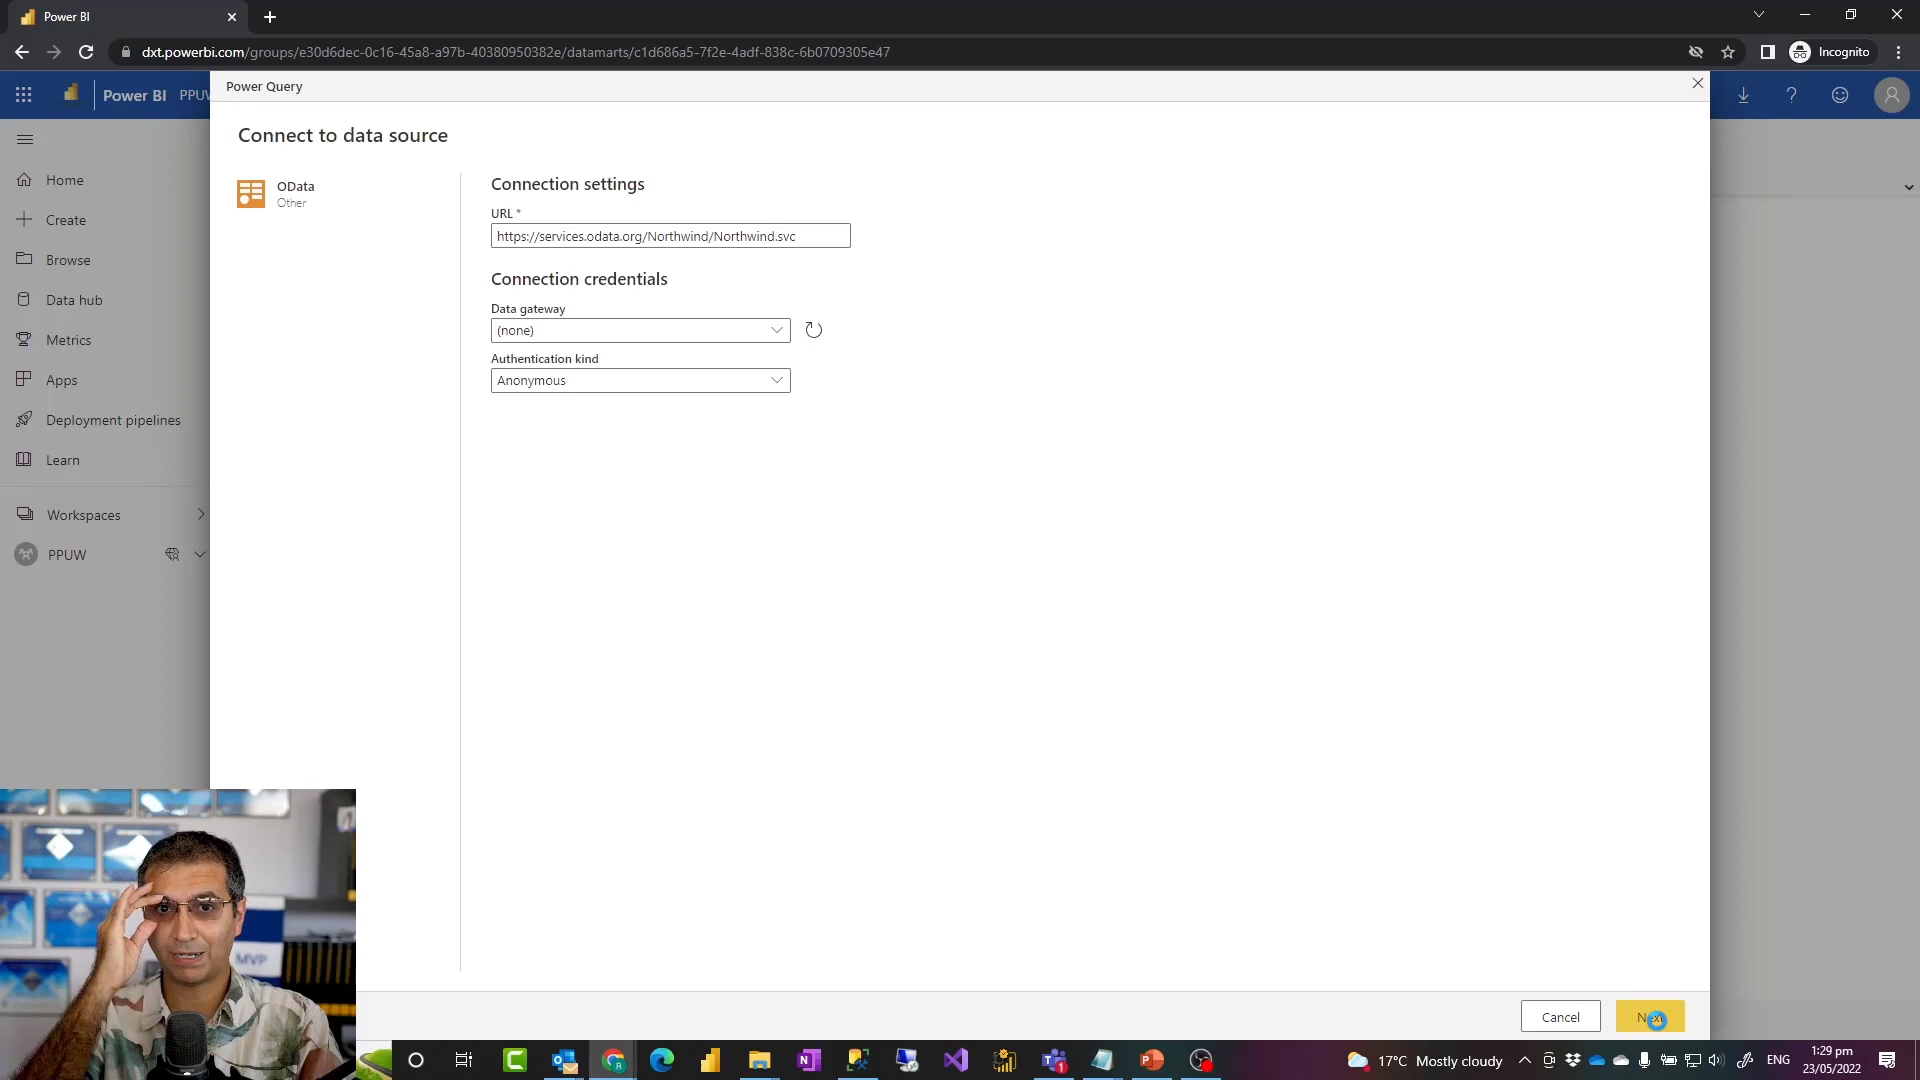 Power BI
dxt.powerbi.com/groups/e30d6dec-0c16-45a8-a97b-40380950382e/datamarts/c1d686a5-7f2e-4adf-838c-6b0709305e47
Incognito
Power BI PPUW
Power Query
Connect to data source
OData
Other
Connection settings
URL *
https://services.odata.org/Northwind/Northwind.svc
Connection credentials
Data gateway
(none)
Authentication kind
Anonymous
Home
Create
Browse
Data hub
Metrics
Apps
Deployment pipelines
Learn
Workspaces
PPUW
MVP
Cancel
Next
17°C Mostly cloudy
ENG
1:29 pm
23/05/2022